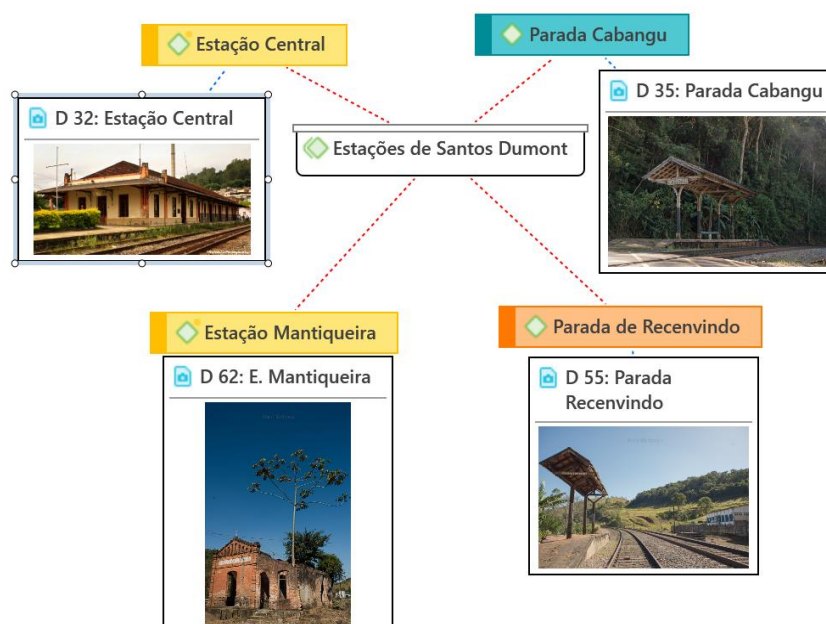 Estação Central
Parada Cabangu
D 32: Estação Central
D 35: Parada Cabangu
Estações de Santos Dumont
Estação Mantiqueira
Parada de Recenvindo
D 62: E. Mantiqueira
D 55: Parada
Recenvindo